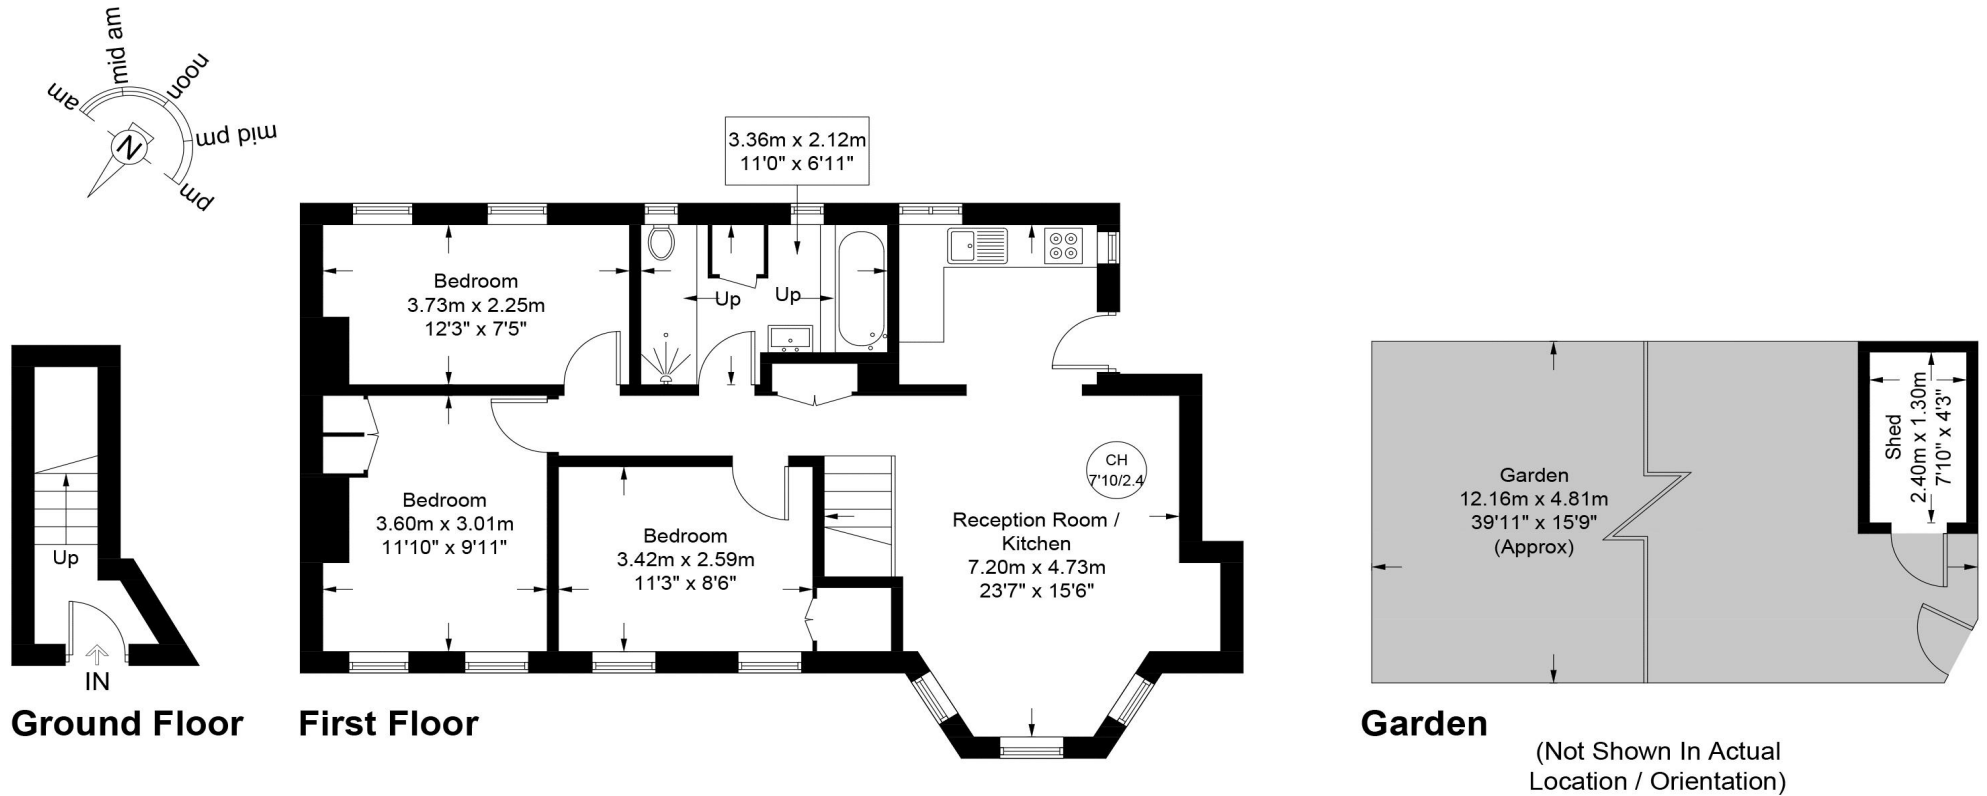 am
mid am
noon
mid pm
pm
N
3.36m x 2.12m
11'0" x 6'11"
Bedroom
3.73m x 2.25m
12'3" x 7'5"
Up
Up
Bedroom
3.60m x 3.01m
11'10" x 9'11"
Bedroom
3.42m x 2.59m
11'3" x 8'6"
CH
7'10/2.4
Reception Room /
Kitchen
7.20m x 4.73m
23'7" x 15'6"
Up
IN
Garden
12.16m x 4.81m
39'11" x 15'9"
(Approx)
Shed
2.40m x 1.30m
7'10" x 4'3"
Ground Floor
First Floor
Garden
(Not Shown In Actual
Location / Orientation)